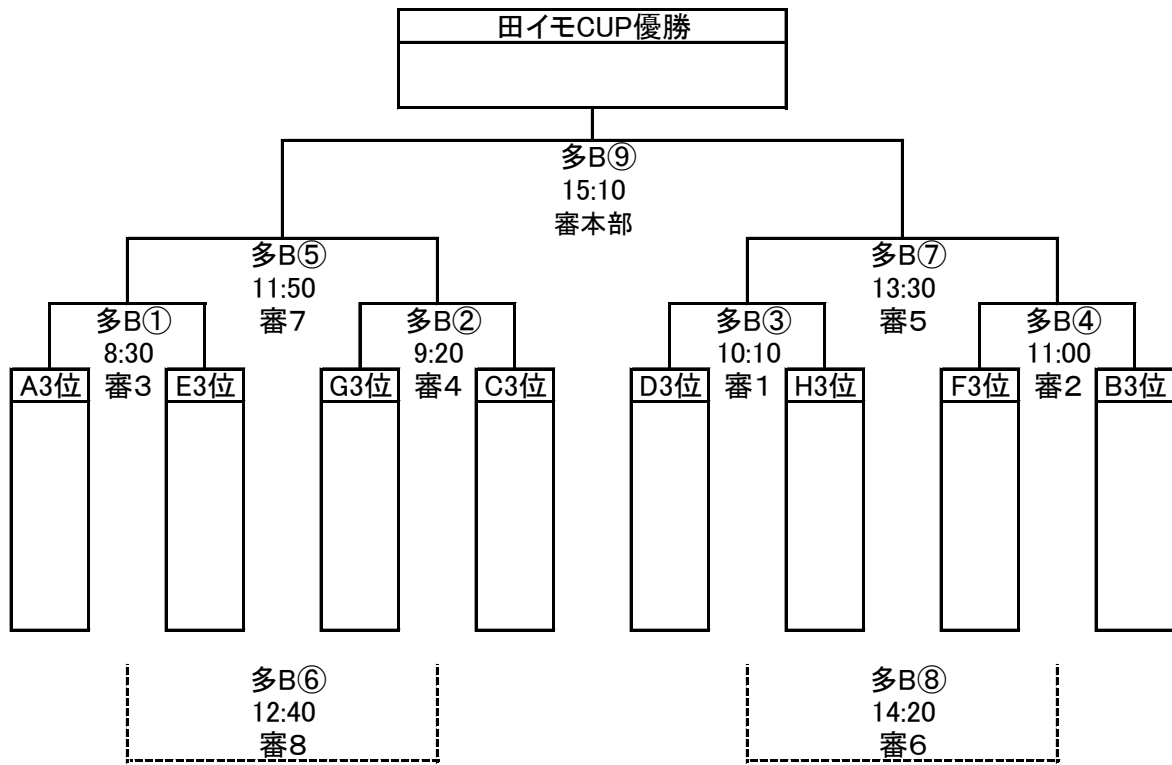 田イモCUP優勝
多B⑨
15:10
審本部
多B⑤
11:50
審7
多B⑦
13:30
審5
多B①
8:30
審3
多B②
9:20
審4
多B③
10:10
審1
多B④
11:00
審2
A3位
E3位
G3位
C3位
D3位
H3位
F3位
B3位
多B⑥
12:40
審8
多B⑧
14:20
審6